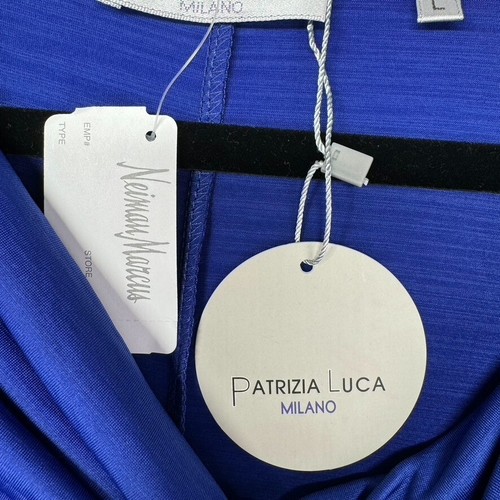 MILANO
L
EMP#
TYPE
STORE
Neiman Marcus
PATRIZIA LUCA
MILANO